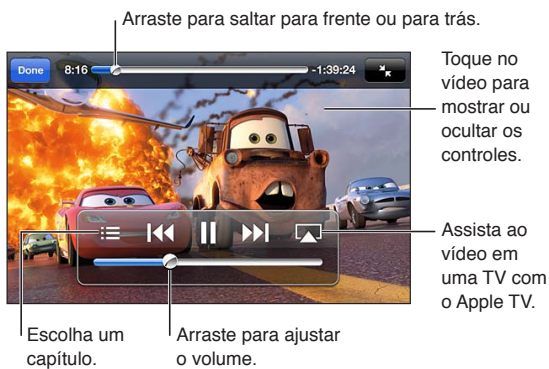 Arraste para saltar para frente ou para trás.
Done 8:16 -1:39:24
Toque no
vídeo para
mostrar ou
ocultar os
controles.
Assista ao
vídeo em
uma TV com
o Apple TV.
Escolha um
capítulo.
Arraste para ajustar
o volume.